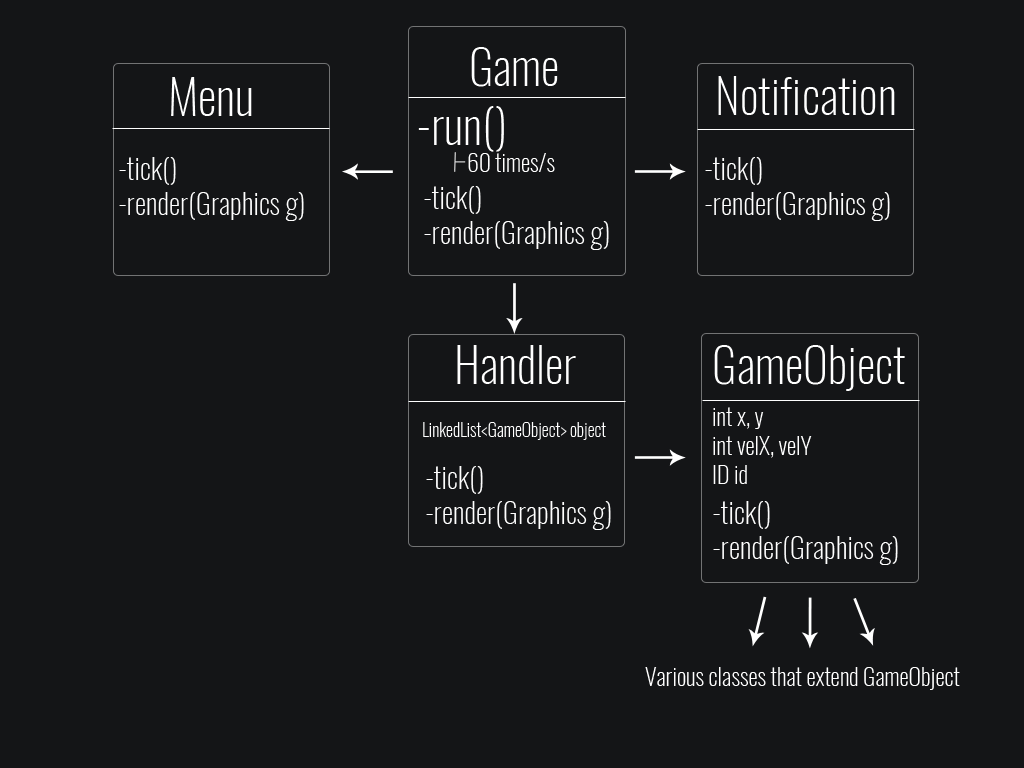 Menu
-tick()
-render(Graphics g)
Game
-run()
⊢60 times/s
-tick()
-render(Graphics g)
Notification
-tick()
-render(Graphics g)
Handler
LinkedList<GameObject> object
-tick()
-render(Graphics g)
GameObject
int x, y
int velX, velY
ID id
-tick()
-render(Graphics g)
Various classes that extend GameObject